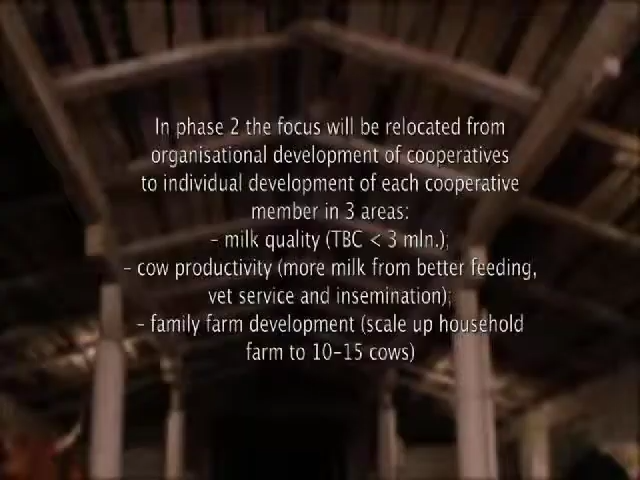 In phase 2 the focus will be relocated from
organisational development of cooperatives
to individual development of each cooperative
member in 3 areas:
- milk quality (TBC < 3 mln.);
- cow productivity (more milk from better feeding,
vet service and insemination);
- family farm development (scale up household
farm to 10-15 cows)